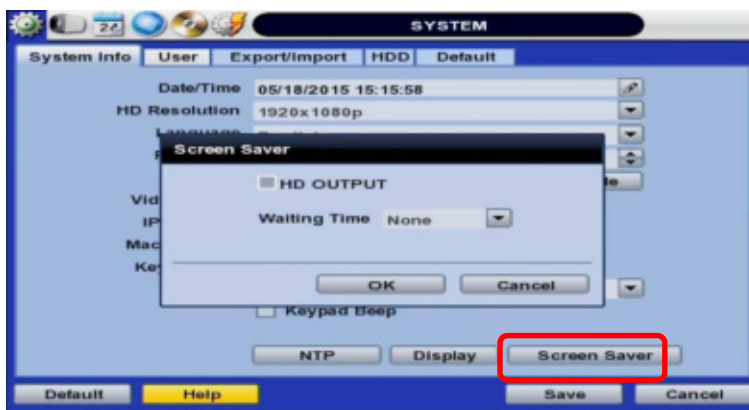 24
SYSTEM
System Info User Export/Import HDD Default
Date/Time 05/18/2015 15:15:58
HD Resolution 1920x1080p
Screen Saver
HD OUTPUT
Waiting Time None
OK Cancel
Keypad Beep
NTP Display Screen Saver
Default Help Save Cancel